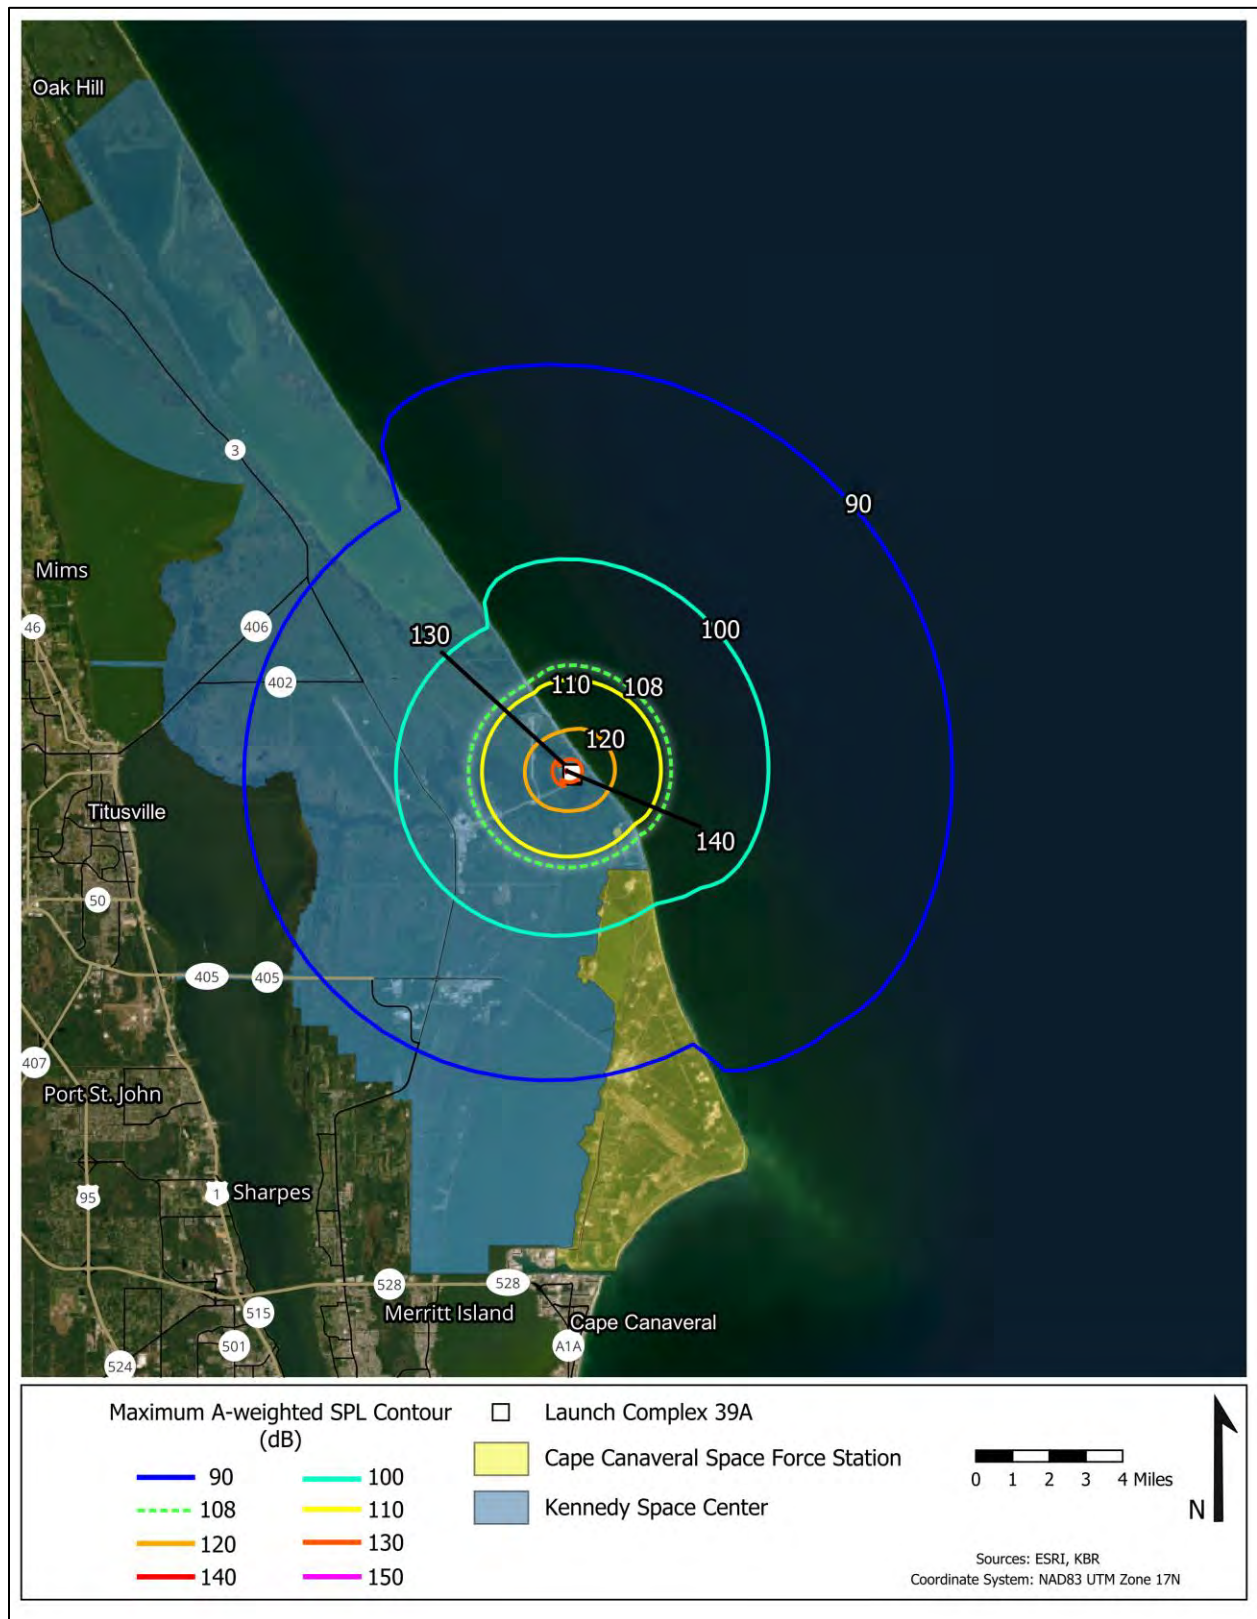 Oak Hill
3
90
Mims
46
406
100
130
402
110
108
120
Titusville
140
50
405
405
407
Port St. John
95
1
Sharpes
528
528
515
Merritt Island
Cape Canaveral
501
A1A
524
Maximum A-weighted SPL Contour
(dB)
90
100
108
110
120
130
140
150
Launch Complex 39A
Cape Canaveral Space Force Station
Kennedy Space Center
0 1 2 3 4 Miles
N
Sources: ESRI, KBR
Coordinate System: NAD83 UTM Zone 17N